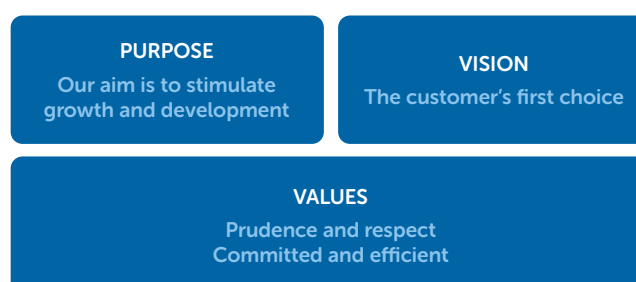 PURPOSE
Our aim is to stimulate
growth and development
VISION
The customer’s first choice
VALUES
Prudence and respect
Committed and efficient